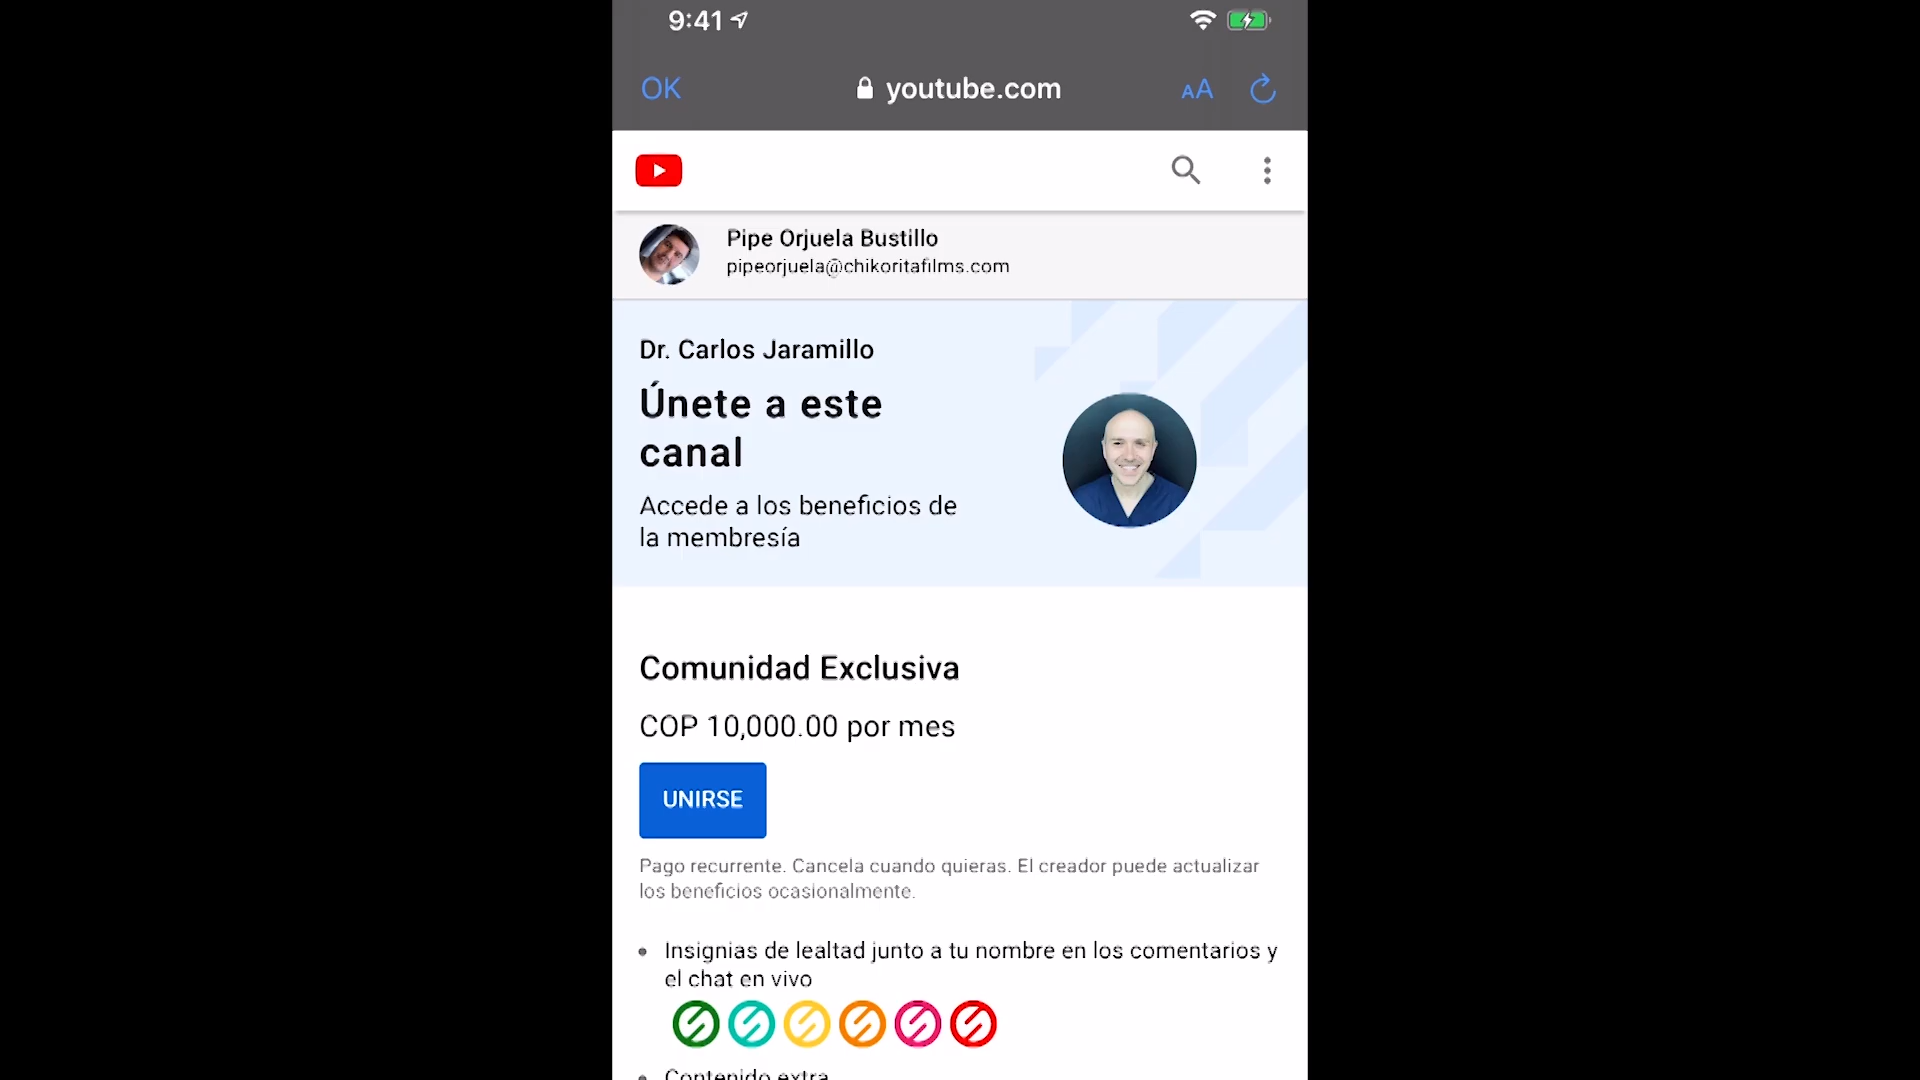 9:41
OK
youtube.com
AA
Pipe Orjuela Bustillo
pipeorjuela@chikoritafilms.com
Dr. Carlos Jaramillo
Únete a este
canal
Accede a los beneficios de
la membresía
Comunidad Exclusiva
COP 10,000.00 por mes
UNIRSE
Pago recurrente. Cancela cuando quieras. El creador puede actualizar
los beneficios ocasionalmente.
Insignias de lealtad junto a tu nombre en los comentarios y
el chat en vivo
Contenido extra